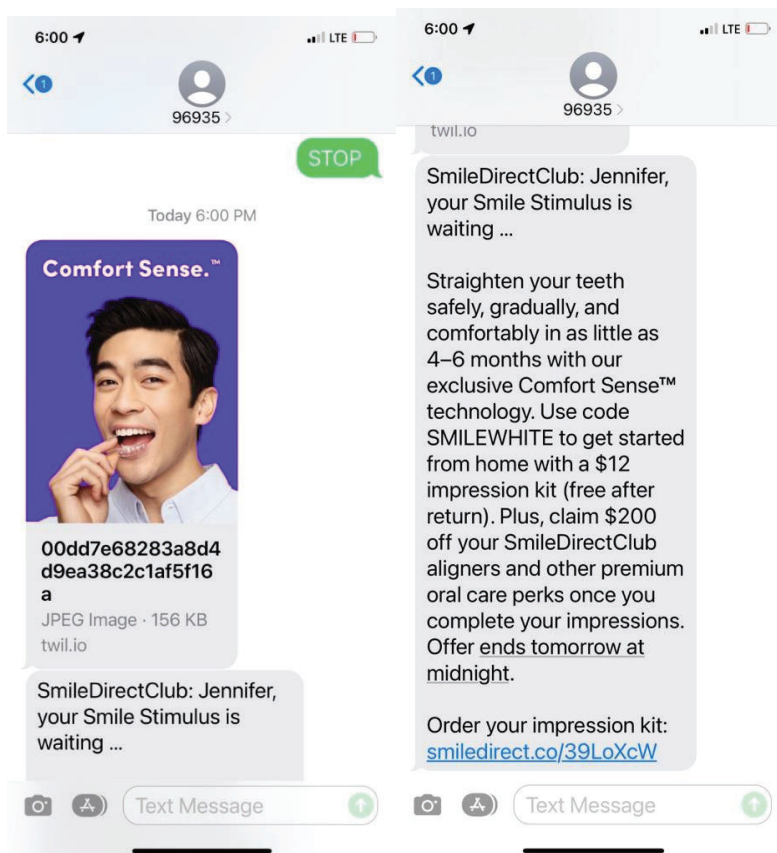 6:00
LTE
1
96935
STOP
Today 6:00 PM
Comfort Sense.™
00dd7e68283a8d4
d9ea38c2c1af5f16
a
JPEG Image · 156 KB
twil.io
SmileDirectClub: Jennifer,
your Smile Stimulus is
waiting ...
Text Message
6:00
LTE
1
96935
twil.io
SmileDirectClub: Jennifer,
your Smile Stimulus is
waiting ...
Straighten your teeth
safely, gradually, and
comfortably in as little as
4–6 months with our
exclusive Comfort Sense™
technology. Use code
SMILEWHITE to get started
from home with a $12
impression kit (free after
return). Plus, claim $200
off your SmileDirectClub
aligners and other premium
oral care perks once you
complete your impressions.
Offer ends tomorrow at
midnight.
Order your impression kit:
smiledirect.co/39LoXcW
Text Message